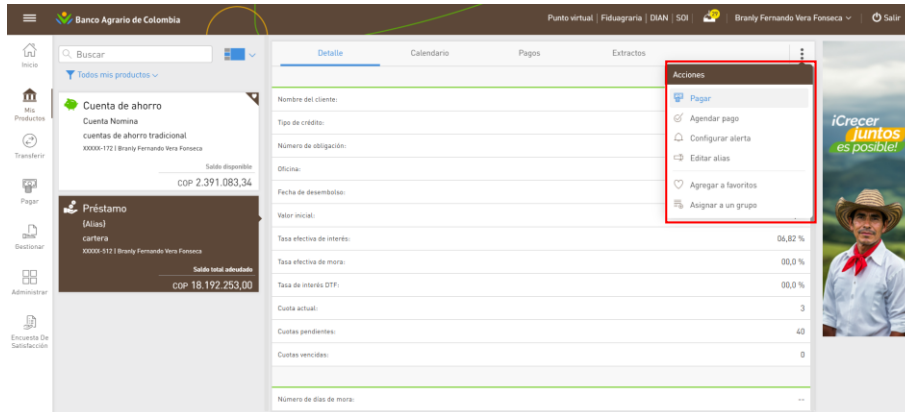 Banco Agrario de Colombia
Punto virtual | Fiduagraria | DIAN | SOI
Branly Fernando Vera Fonseca
Salir
Inicio
Mis Productos
Transferir
Pagar
Gestionar
Administrar
Encuesta De Satisfacción
Buscar
Todos mis productos
Cuenta de ahorro
Cuenta Nomina
cuentas de ahorro tradicional
XXXXX-172 | Branly Fernando Vera Fonseca
Saldo disponible
COP 2.391.083,34
Préstamo
(Alias)
cartera
XXXXX-512 | Branly Fernando Vera Fonseca
Saldo total adeudado
COP 18.192.253,00
Detalle Calendario Pagos Extractos
Nombre del cliente:
Tipo de crédito:
Número de obligación:
Oficina:
Fecha de desembolso:
Valor inicial:
Tasa efectiva de interés: 06,82 %
Tasa efectiva de mora: 00,0 %
Tasa de interés DTF: 00,0 %
Cuota actual: 3
Cuotas pendientes: 40
Cuotas vencidas: 0
Número de días de mora: --
Acciones
Pagar
Agendar pago
Configurar alerta
Editar alias
Agregar a favoritos
Asignar a un grupo
¡Crecer
juntos
es posible!